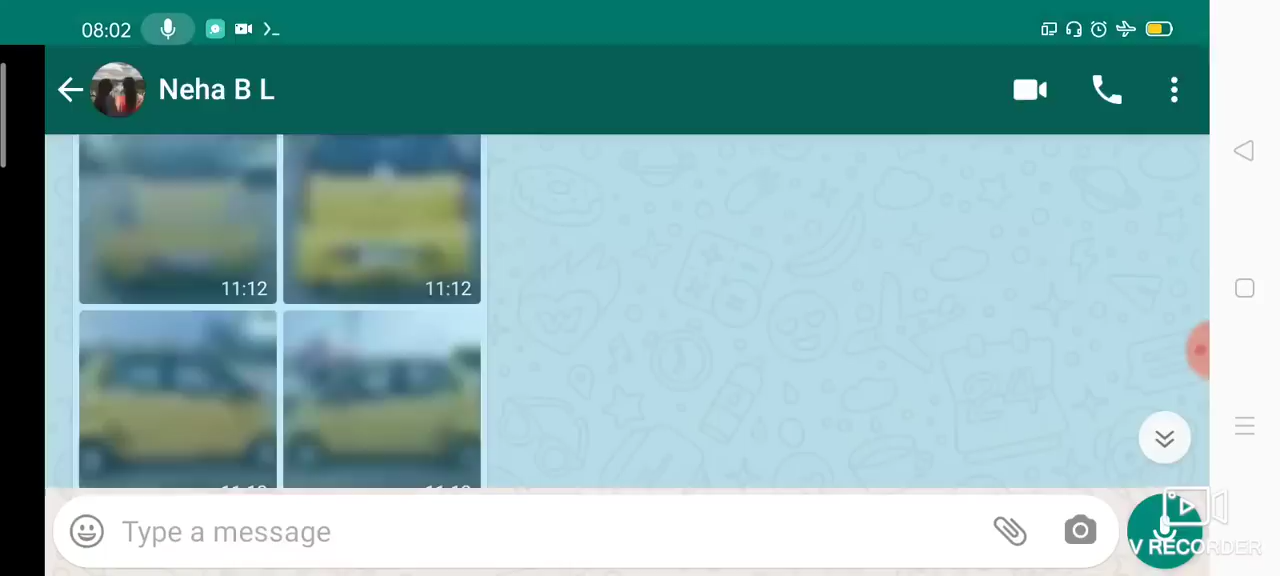 08:02
Neha B L
11:12 11:12
Type a message
V RECORDER